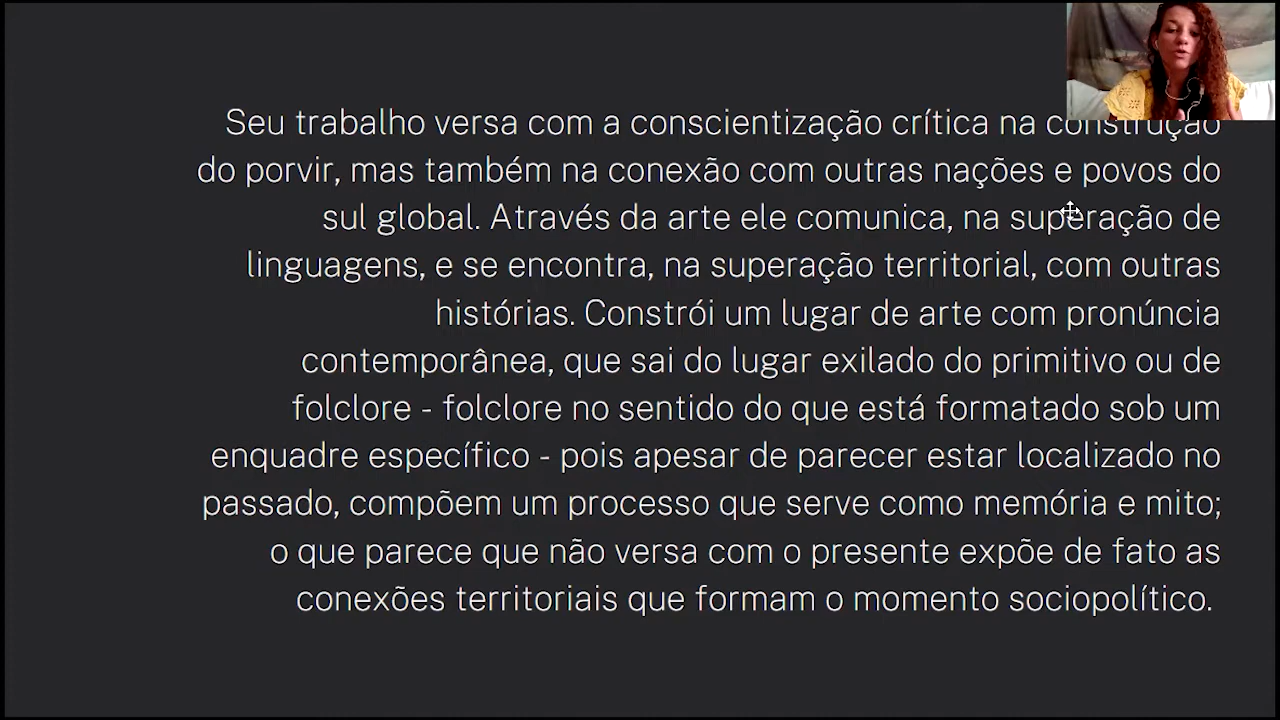 Seu trabalho versa com a conscientização crítica na construção
do porvir, mas também na conexão com outras nações e povos do
sul global. Através da arte ele comunica, na superação de
linguagens, e se encontra, na superação territorial, com outras
histórias. Constrói um lugar de arte com pronúncia
contemporânea, que sai do lugar exilado do primitivo ou de
folclore - folclore no sentido do que está formatado sob um
enquadre específico - pois apesar de parecer estar localizado no
passado, compõem um processo que serve como memória e mito;
o que parece que não versa com o presente expõe de fato as
conexões territoriais que formam o momento sociopolítico.